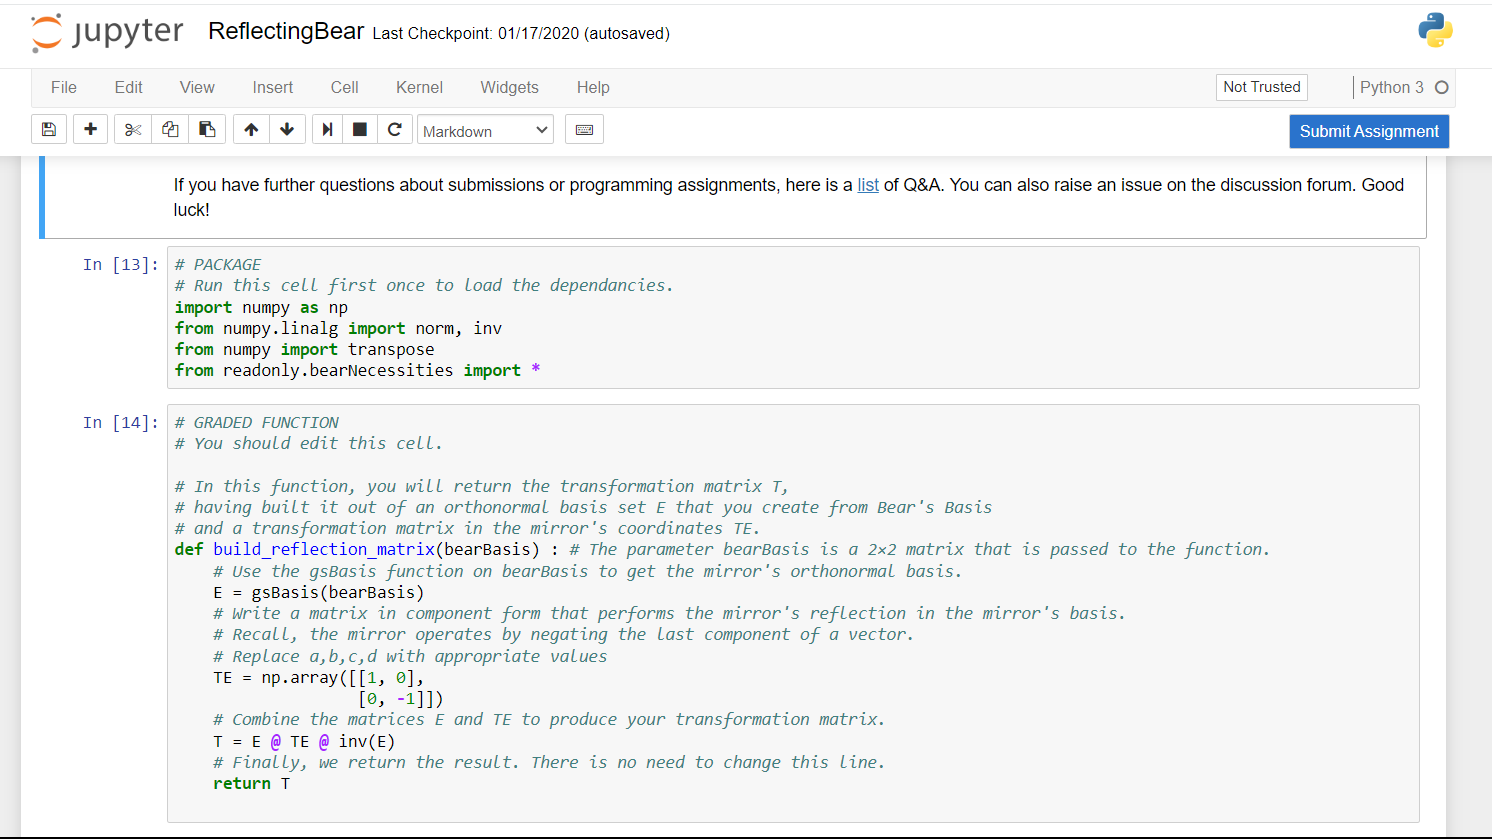 jupyter ReflectingBear Last Checkpoint: 01/17/2020 (autosaved)
File Edit View Insert Cell Kernel Widgets Help Not Trusted Python 3
Markdown Submit Assignment
If you have further questions about submissions or programming assignments, here is a list of Q&A. You can also raise an issue on the discussion forum. Good
luck!
In [13]: # PACKAGE
# Run this cell first once to load the dependancies.
import numpy as np
from numpy.linalg import norm, inv
from numpy import transpose
from readonly.bearNecessities import *
In [14]: # GRADED FUNCTION
# You should edit this cell.
# In this function, you will return the transformation matrix T,
# having built it out of an orthonormal basis set E that you create from Bear's Basis
# and a transformation matrix in the mirror's coordinates TE.
def build_reflection_matrix(bearBasis) : # The parameter bearBasis is a 2×2 matrix that is passed to the function.
    # Use the gsBasis function on bearBasis to get the mirror's orthonormal basis.
    E = gsBasis(bearBasis)
    # Write a matrix in component form that performs the mirror's reflection in the mirror's basis.
    # Recall, the mirror operates by negating the last component of a vector.
    # Replace a,b,c,d with appropriate values
    TE = np.array([[1, 0],
                   [0, -1]])
    # Combine the matrices E and TE to produce your transformation matrix.
    T = E @ TE @ inv(E)
    # Finally, we return the result. There is no need to change this line.
    return T